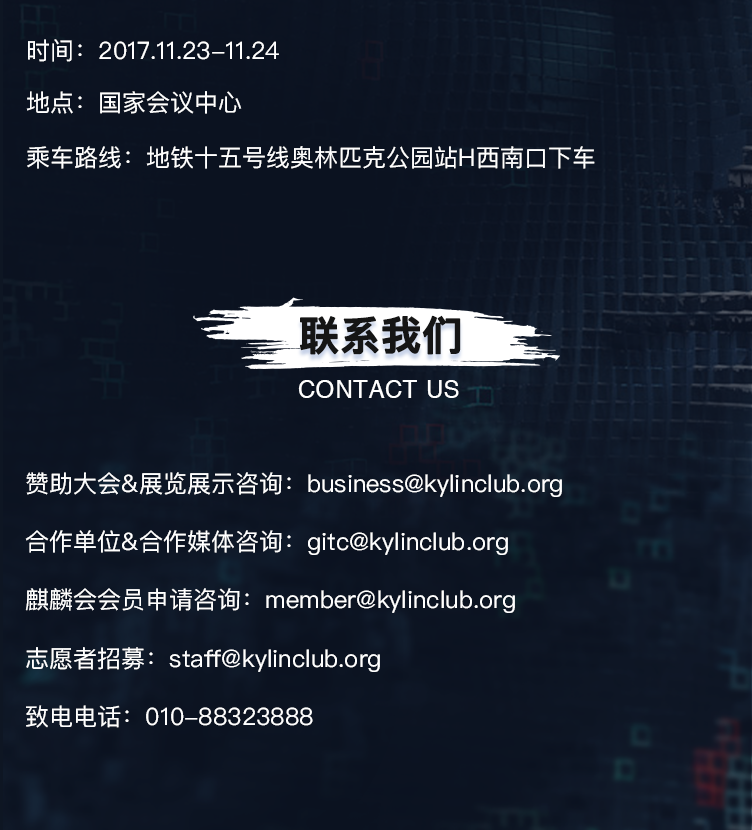 时间：2017.11.23–11.24
地点：国家会议中心
乘车路线：地铁十五号线奥林匹克公园站H西南口下车
联系我们
CONTACT US
赞助大会&展览展示咨询：business@kylinclub.org
合作单位&合作媒体咨询：gitc@kylinclub.org
麒麟会会员申请咨询：member@kylinclub.org
志愿者招募：staff@kylinclub.org
致电电话：010–88323888